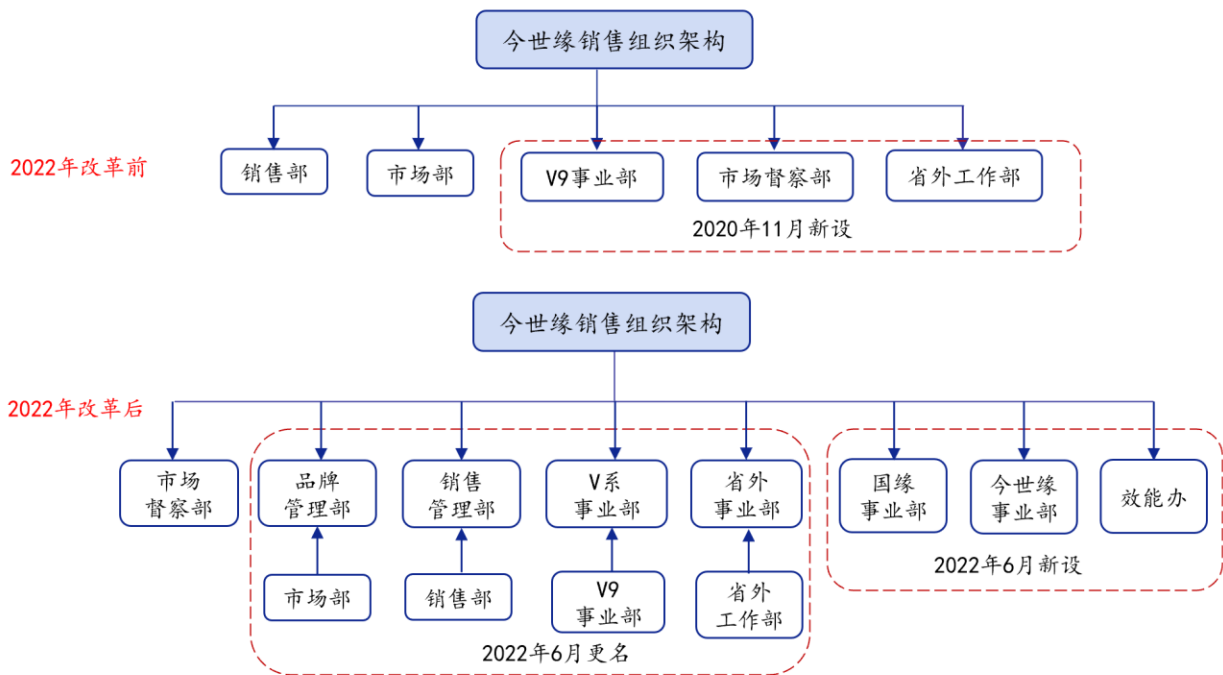 今世缘销售组织架构
2022年改革前
销售部
市场部
V9事业部
市场督察部
省外工作部
2020年11月新设
今世缘销售组织架构
2022年改革后
市场
督察部
品牌
管理部
销售
管理部
V系
事业部
省外
事业部
国缘
事业部
今世缘
事业部
效能办
市场部
销售部
V9
事业部
省外
工作部
2022年6月更名
2022年6月新设